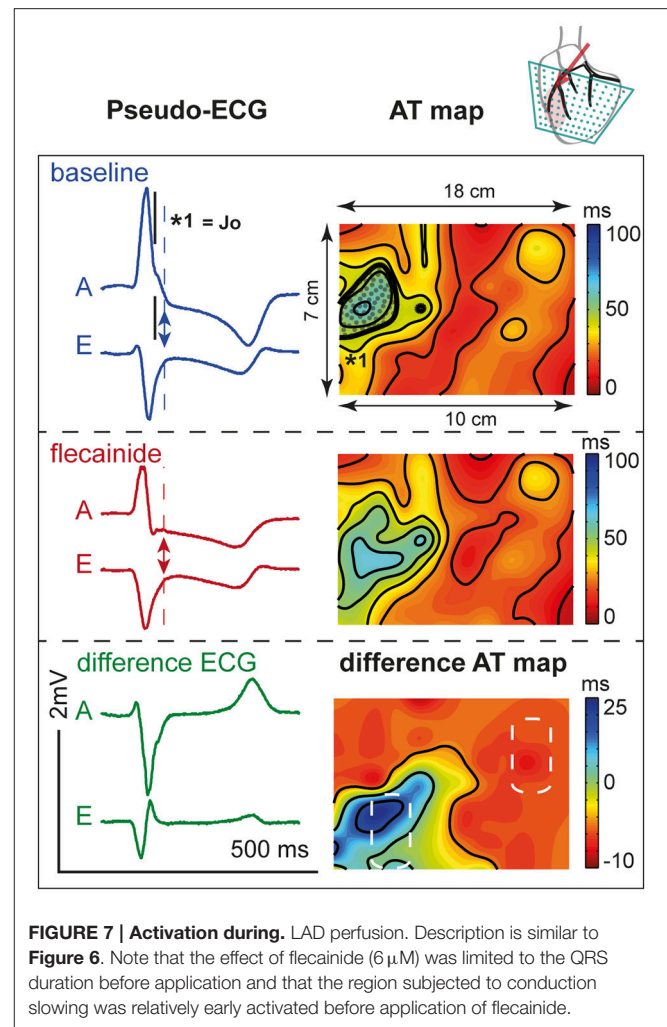 Pseudo-ECG
AT map
baseline
*1 = Jo
A
E
18 cm
7 cm
*1
10 cm
ms
100
50
0
flecainide
A
E
ms
100
50
0
difference ECG
A
E
2mV
500 ms
difference AT map
ms
25
0
-10
FIGURE 7 | Activation during. LAD perfusion. Description is similar to
Figure 6. Note that the effect of flecainide (6 μM) was limited to the QRS
duration before application and that the region subjected to conduction
slowing was relatively early activated before application of flecainide.